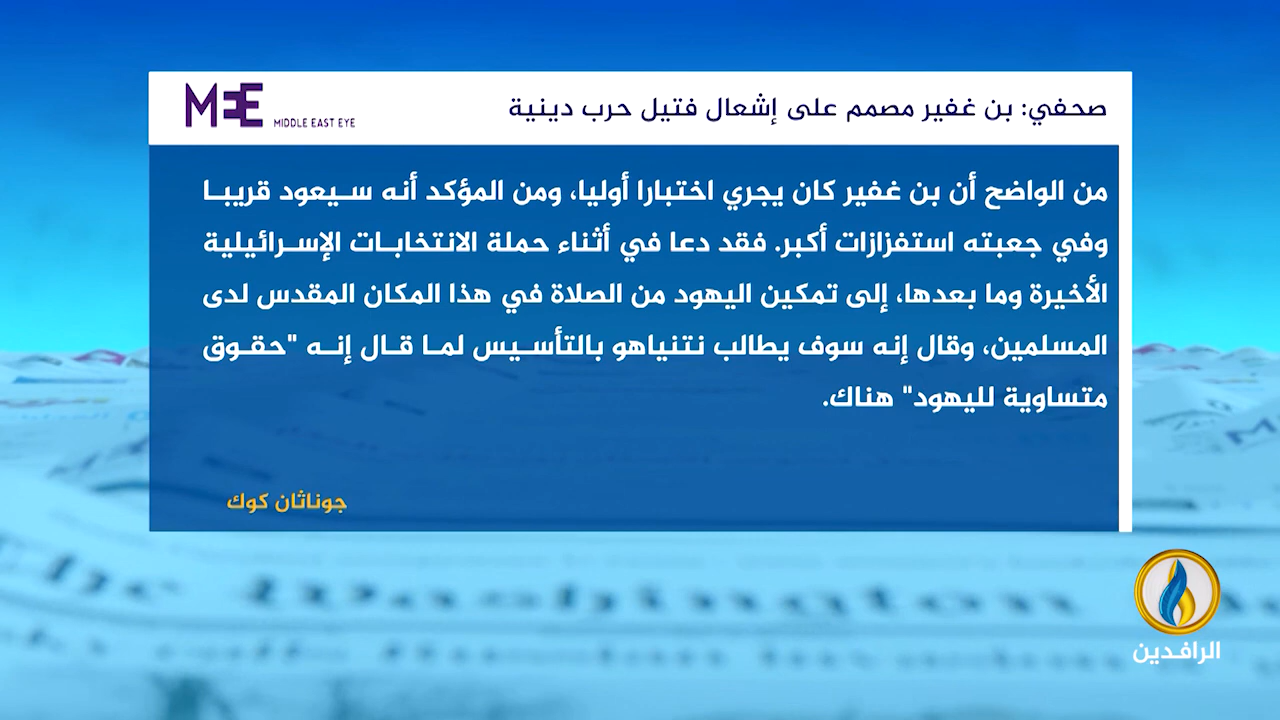 صحفي: بن غفير مصمم على إشعال فتيل حرب دينية
MEE MIDDLE EAST EYE
من الواضح أن بن غفير كان يجري اختبارا أوليا، ومن المؤكد أنه سيعود قريبا
وفي جعبته استفزازات أكبر. فقد دعا في أثناء حملة الانتخابات الإسرائيلية
الأخيرة وما بعدها، إلى تمكين اليهود من الصلاة في هذا المكان المقدس لدى
المسلمين، وقال إنه سوف يطالب نتنياهو بالتأسيس لما قال إنه "حقوق
متساوية لليهود" هناك.
جوناثان كوك
الرافدين